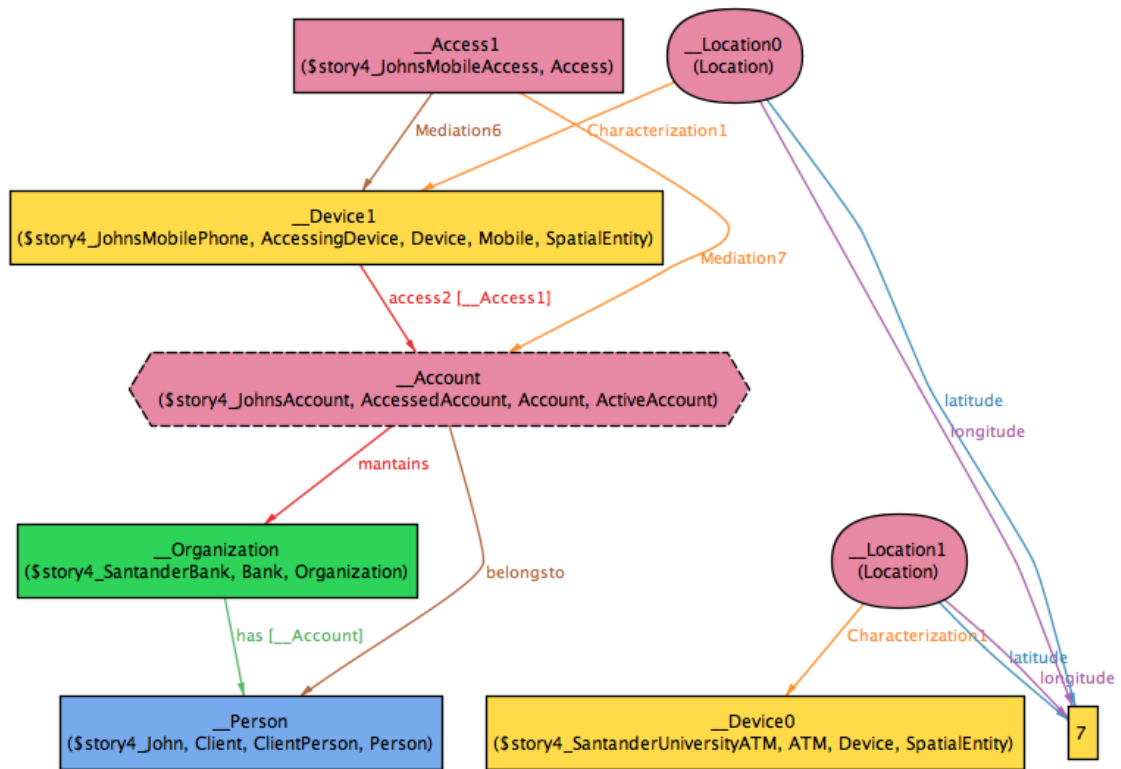 __Access1
($story4_JohnsMobileAccess, Access)
__Location0
(Location)
Mediation6
Characterization1
__Device1
($story4_JohnsMobilePhone, AccessingDevice, Device, Mobile, SpatialEntity)
Mediation7
access2 [__Access1]
__Account
($story4_JohnsAccount, AccessedAccount, Account, ActiveAccount)
latitude
longitude
mantains
__Organization
($story4_SantanderBank, Bank, Organization)
__Location1
(Location)
belongsto
has [__Account]
Characterization1
latitude
longitude
__Person
($story4_John, Client, ClientPerson, Person)
__Device0
($story4_SantanderUniversityATM, ATM, Device, SpatialEntity)
7